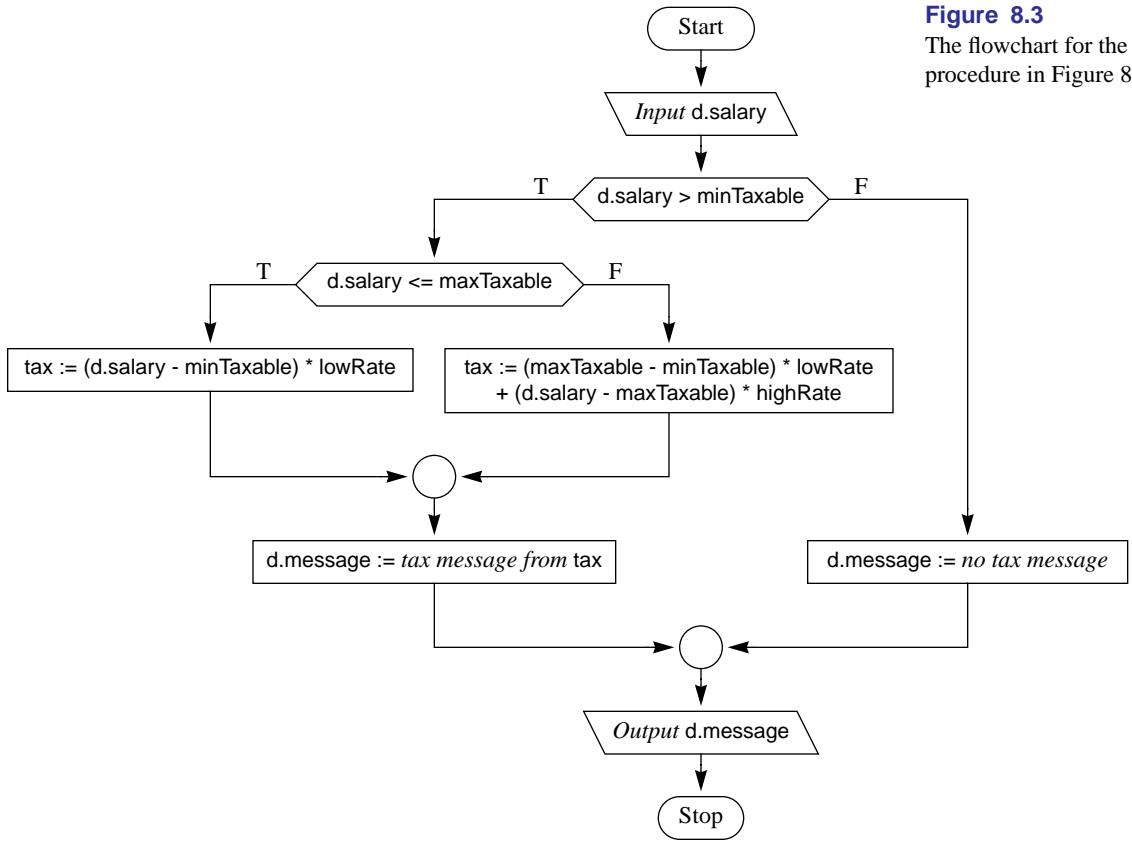 Figure 8.3
The flowchart for the
procedure in Figure 8
Start
Input d.salary
T
d.salary > minTaxable
F
T
d.salary <= maxTaxable
F
tax := (d.salary - minTaxable) * lowRate
tax := (maxTaxable - minTaxable) * lowRate
+ (d.salary - maxTaxable) * highRate
d.message := tax message from tax
d.message := no tax message
Output d.message
Stop